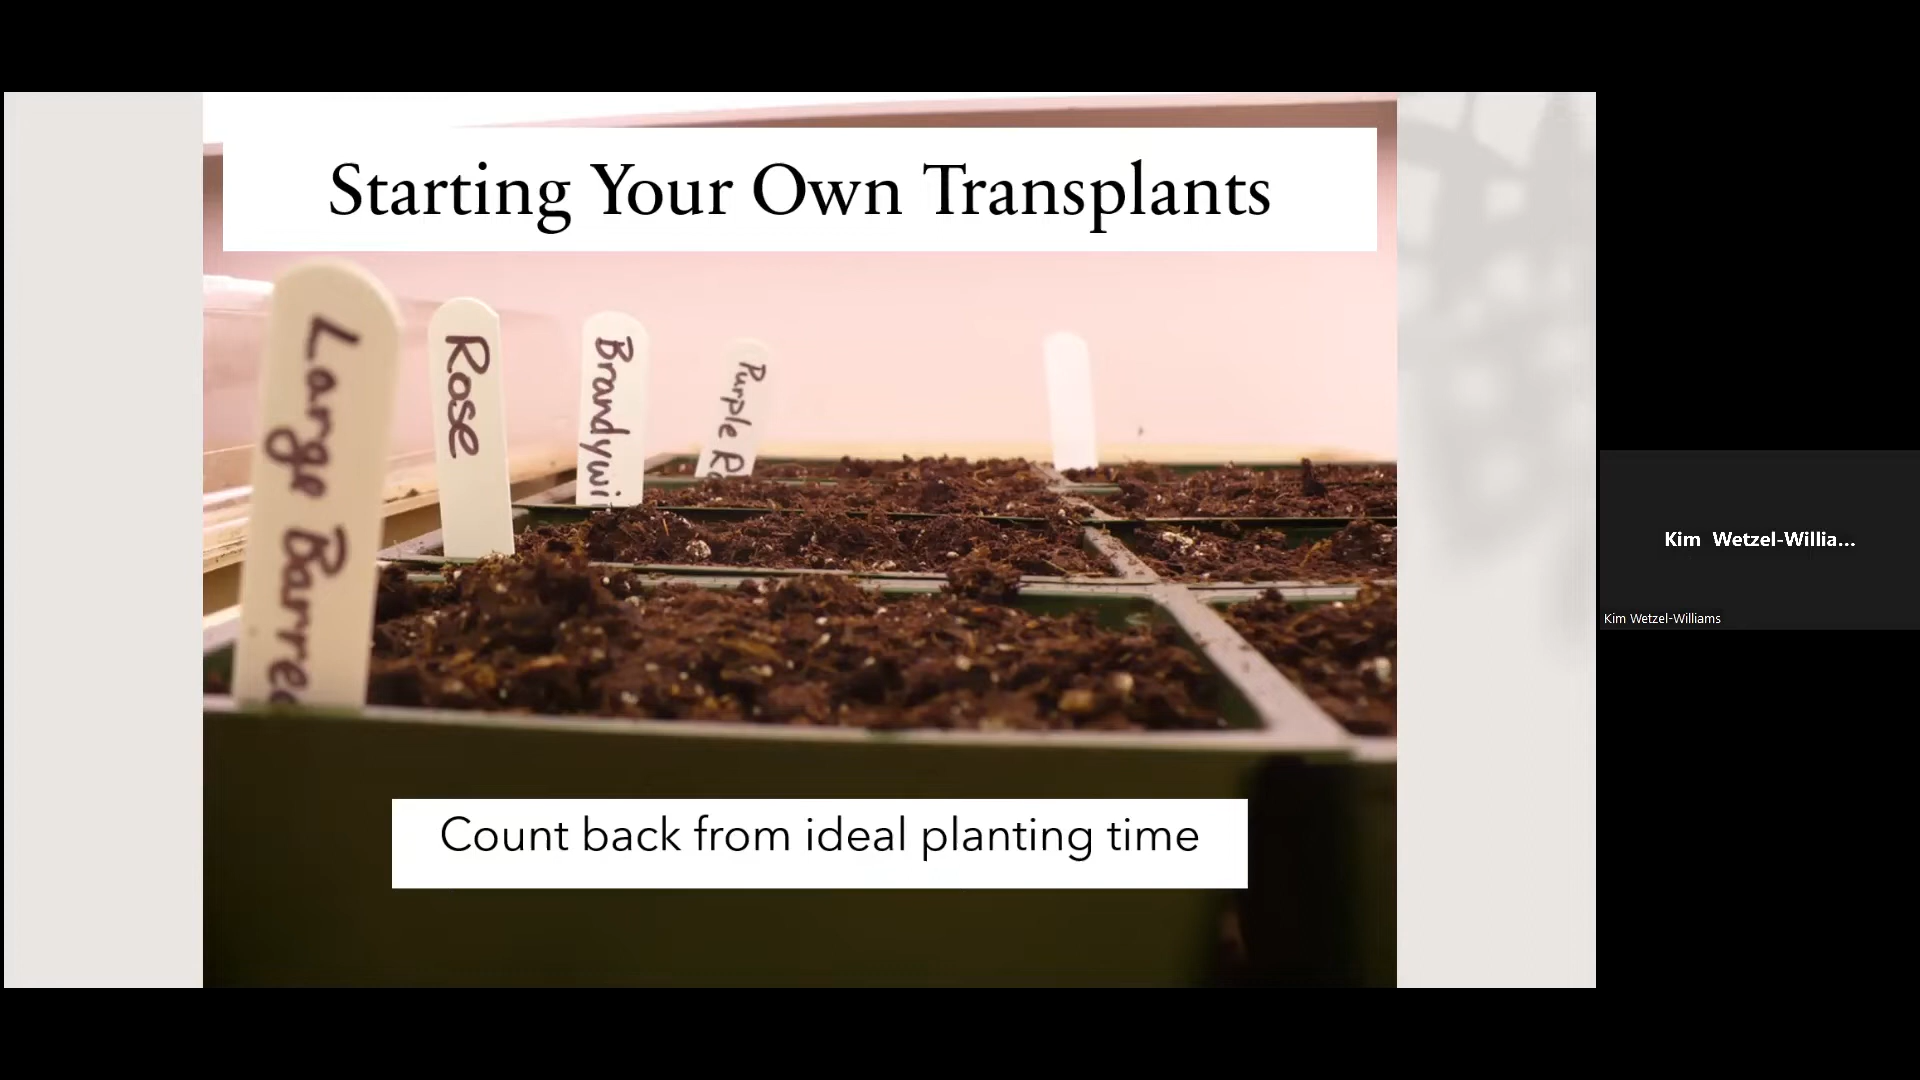 Starting Your Own Transplants
Large Barre
Rose
Brandywi
Purple R
Count back from ideal planting time
Kim Wetzel-Willia...
Kim Wetzel-Williams